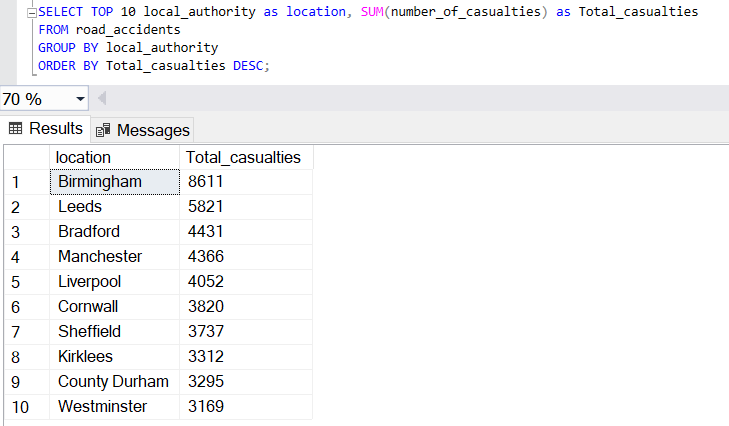 SELECT TOP 10 local_authority as location, SUM(number_of_casualties) as Total_casualties
FROM road_accidents
GROUP BY local_authority
ORDER BY Total_casualties DESC;
70 %
Results Messages
location Total_casualties
1 Birmingham 8611
2 Leeds 5821
3 Bradford 4431
4 Manchester 4366
5 Liverpool 4052
6 Cornwall 3820
7 Sheffield 3737
8 Kirklees 3312
9 County Durham 3295
10 Westminster 3169